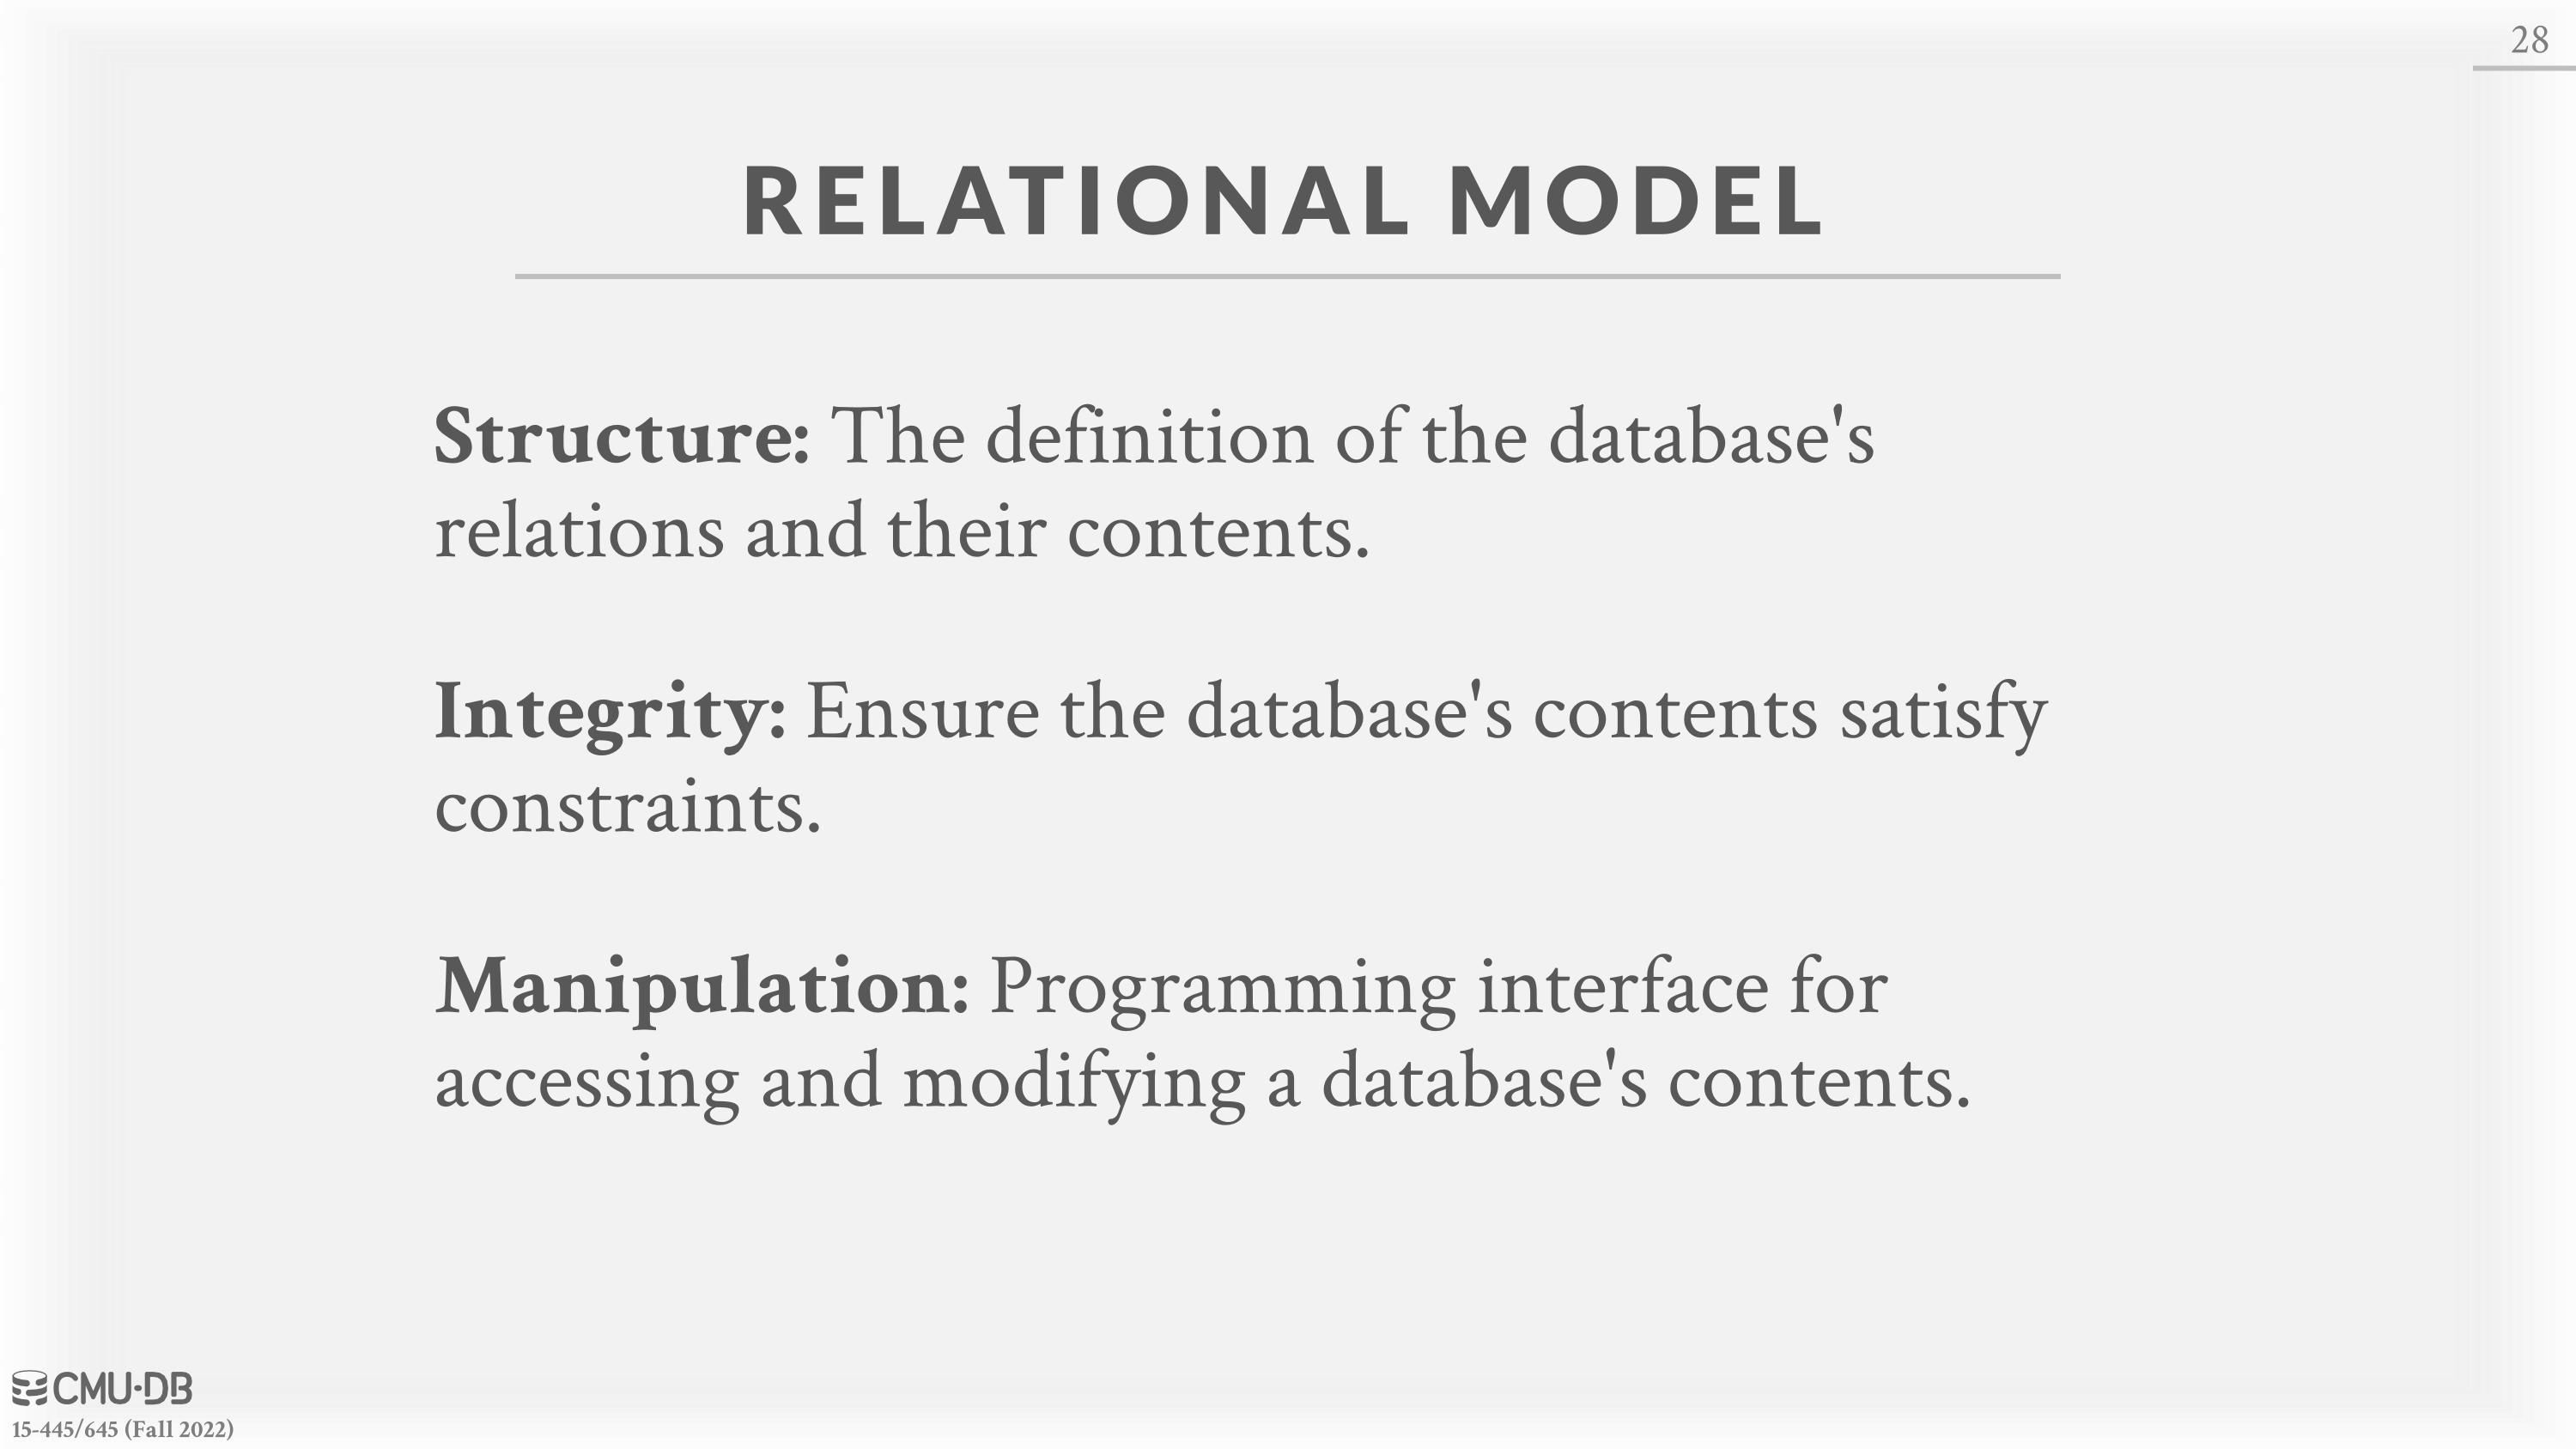 28
RELATIONAL MODEL
Structure: The definition of the database's
relations and their contents.
Integrity: Ensure the database's contents satisfy
constraints.
Manipulation: Programming interface for
accessing and modifying a database's contents.
CMU·DB
15-445/645 (Fall 2022)